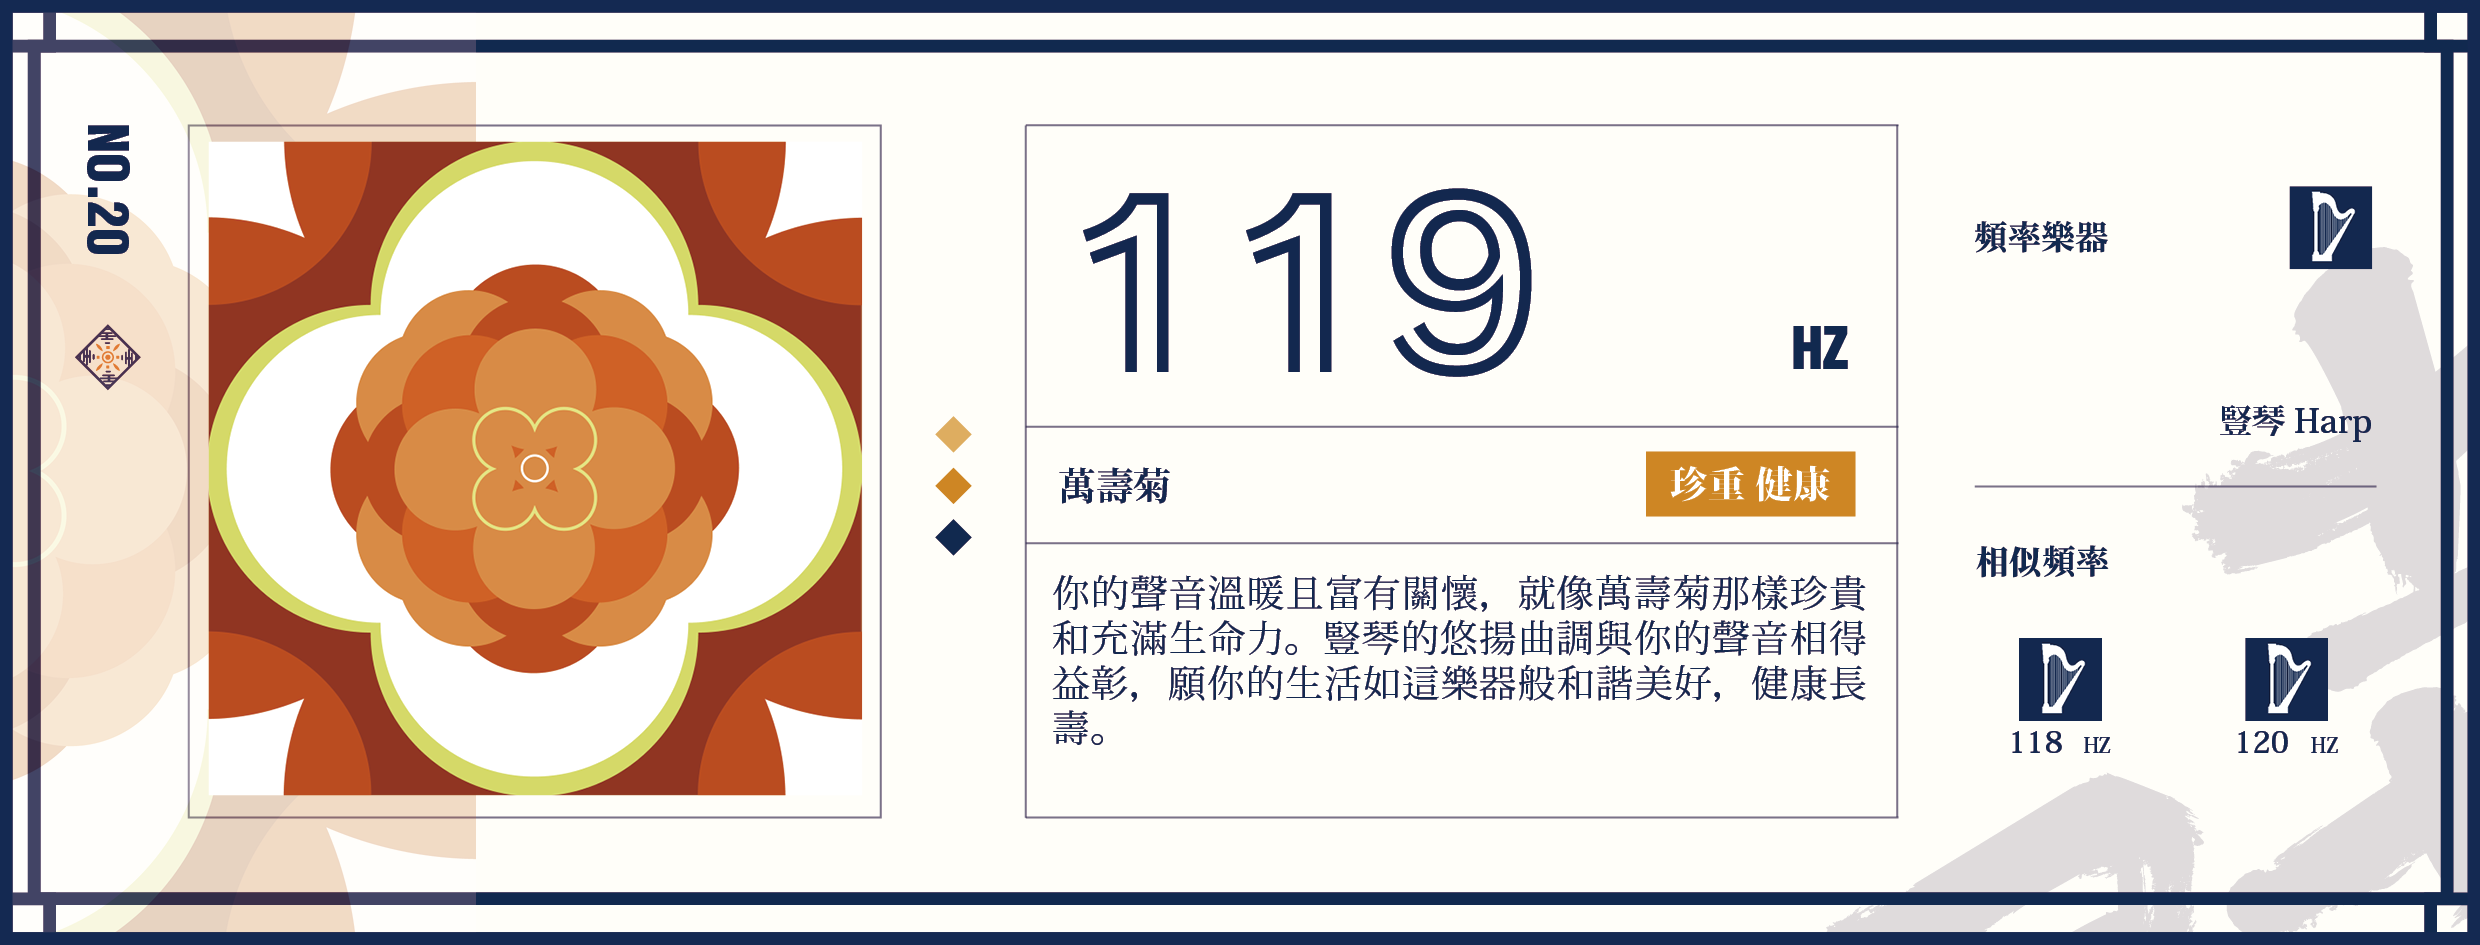 NO.20
119
HZ
萬壽菊
珍重 健康
你的聲音溫暖且富有關懷，就像萬壽菊那樣珍貴
和充滿生命力。豎琴的悠揚曲調與你的聲音相得
益彰，願你的生活如這樂器般和諧美好，健康長
壽。
頻率樂器
豎琴 Harp
相似頻率
118 HZ
120 HZ